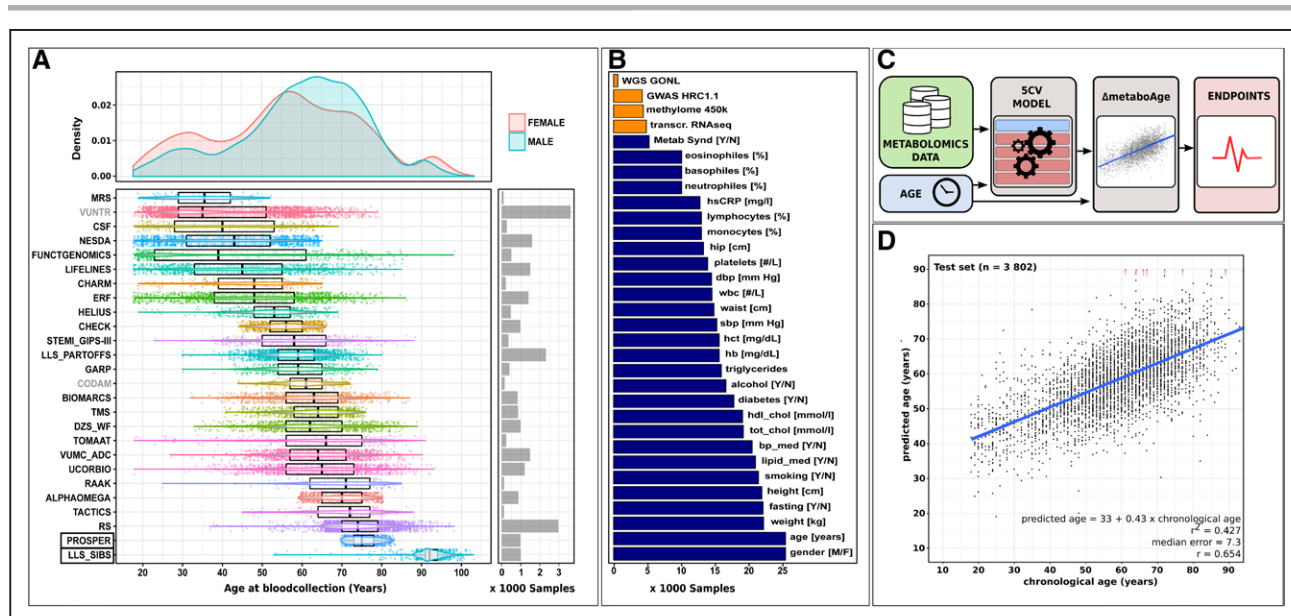 A
0.02
0.01
0.00
Density
FEMALE
MALE
MRS
VUNTR
CSF
NESDA
FUNCTGENOMICS
LIFELINES
CHARM
ERF
HELIUS
CHECK
STEMI_GIPS-III
LLS_PARTOFFS
GARP
CODAM
BIOMARCS
TMS
DZS_WF
TOMAAT
VUMC_ADC
UCORBIO
RAAK
ALPHAOMEGA
TACTICS
RS
PROSPER
LLS_SIBS
20 30 40 50 60 70 80 90 100
Age at bloodcollection (Years)
0 1 2 3
x 1000 Samples
B
WGS GONL
GWAS HRC1.1
methylome 450k
transcr. RNAseq
Metab Synd [Y/N]
eosinophiles [%]
basophiles [%]
neutrophiles [%]
hsCRP [mg/l]
lymphocytes [%]
monocytes [%]
hip [cm]
platelets [#/L]
dbp [mm Hg]
wbc [#/L]
waist [cm]
sbp [mm Hg]
hct [mg/dL]
hb [mg/dL]
triglycerides
alcohol [Y/N]
diabetes [Y/N]
hdl_chol [mmol/l]
tot_chol [mmol/l]
bp_med [Y/N]
lipid_med [Y/N]
smoking [Y/N]
height [cm]
fasting [Y/N]
weight [kg]
age [years]
gender [M/F]
0 5 10 15 20 25
x 1000 Samples
C
METABOLOMICS
DATA
AGE
5CV
MODEL
ΔmetaboAge
ENDPOINTS
D
Test set (n = 3 802)
90
80
70
60
50
40
30
20
10
predicted age (years)
predicted age = 33 + 0.43 x chronological age
r² = 0.427
median error = 7.3
r = 0.654
10 20 30 40 50 60 70 80 90
chronological age (years)